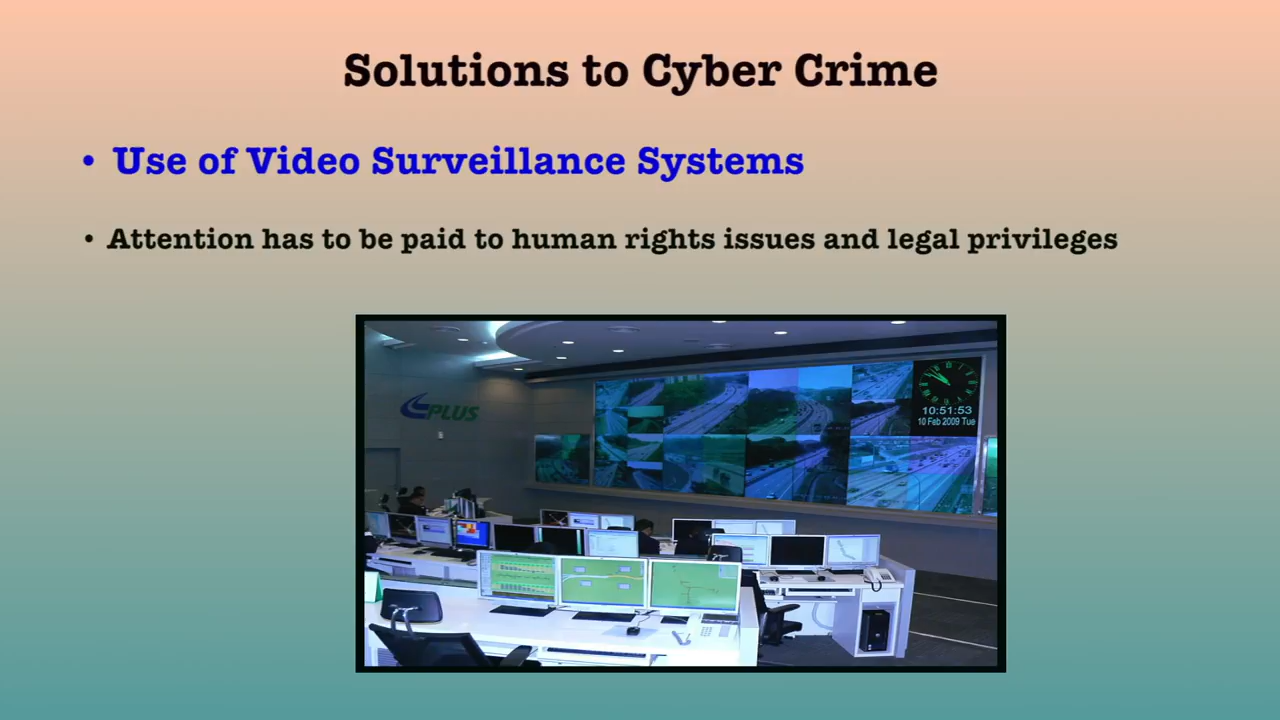 Solutions to Cyber Crime
• Use of Video Surveillance Systems
• Attention has to be paid to human rights issues and legal privileges
PLUS
10:51:53
10 Feb 2009 Tue